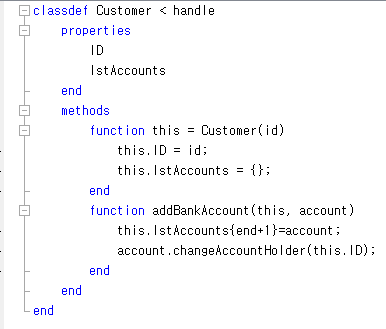 classdef Customer < handle
    properties
        ID
        lstAccounts
    end
    methods
        function this = Customer(id)
            this.ID = id;
            this.lstAccounts = {};
        end
        function addBankAccount(this, account)
            this.lstAccounts{end+1}=account;
            account.changeAccountHolder(this.ID);
        end
    end
end